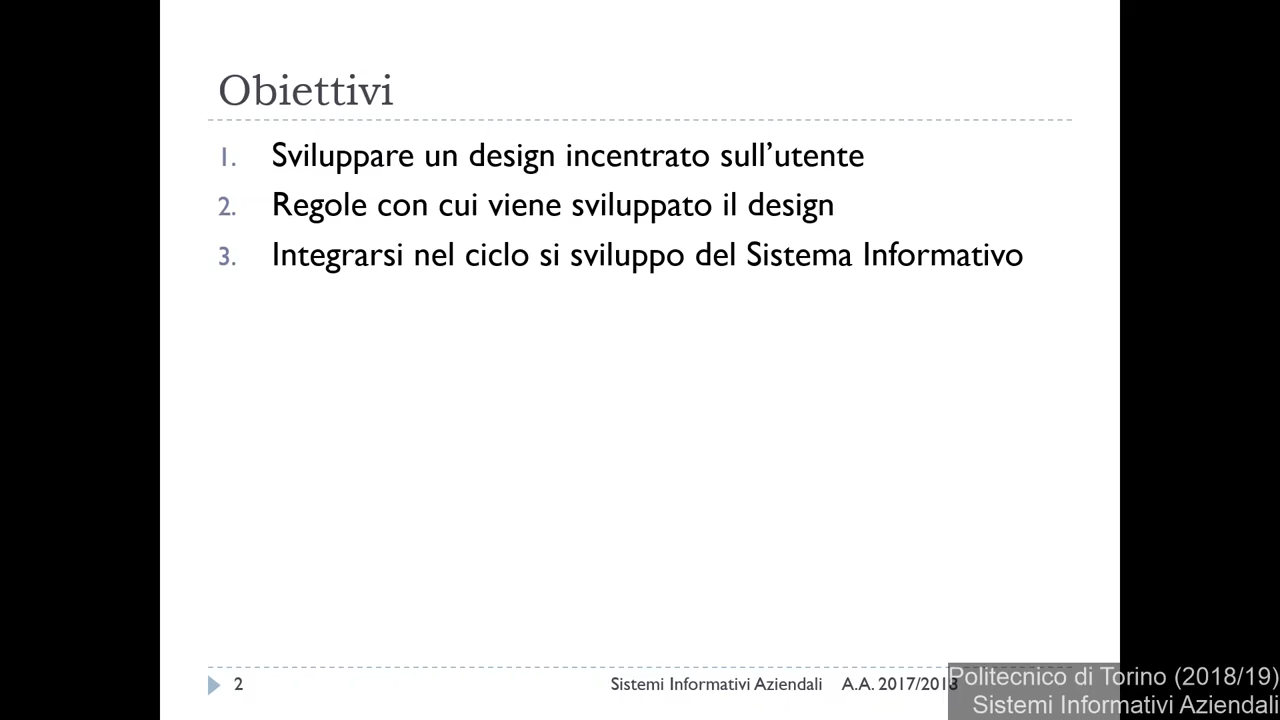 Obiettivi
1. Sviluppare un design incentrato sull’utente
2. Regole con cui viene sviluppato il design
3. Integrarsi nel ciclo si sviluppo del Sistema Informativo
2 Sistemi Informativi Aziendali A.A. 2017/2018
Politecnico di Torino (2018/19)
Sistemi Informativi Aziendali